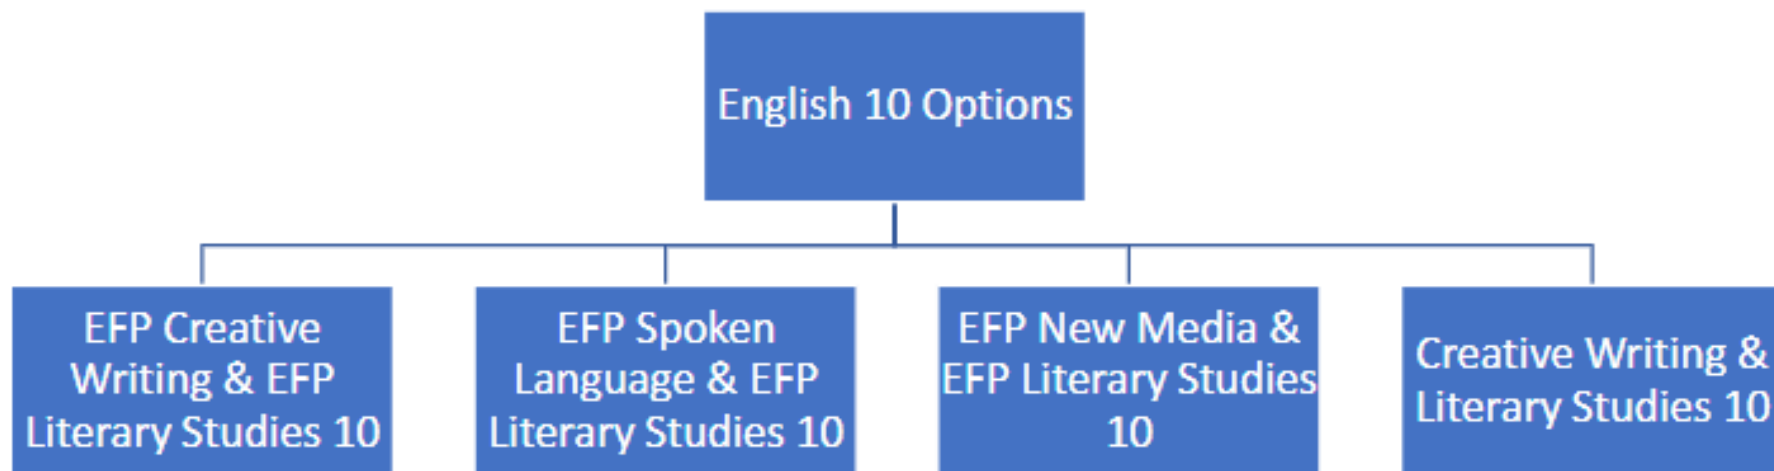 English 10 Options
EFP Creative
Writing & EFP
Literary Studies 10
EFP Spoken
Language & EFP
Literary Studies 10
EFP New Media &
EFP Literary Studies
10
Creative Writing &
Literary Studies 10